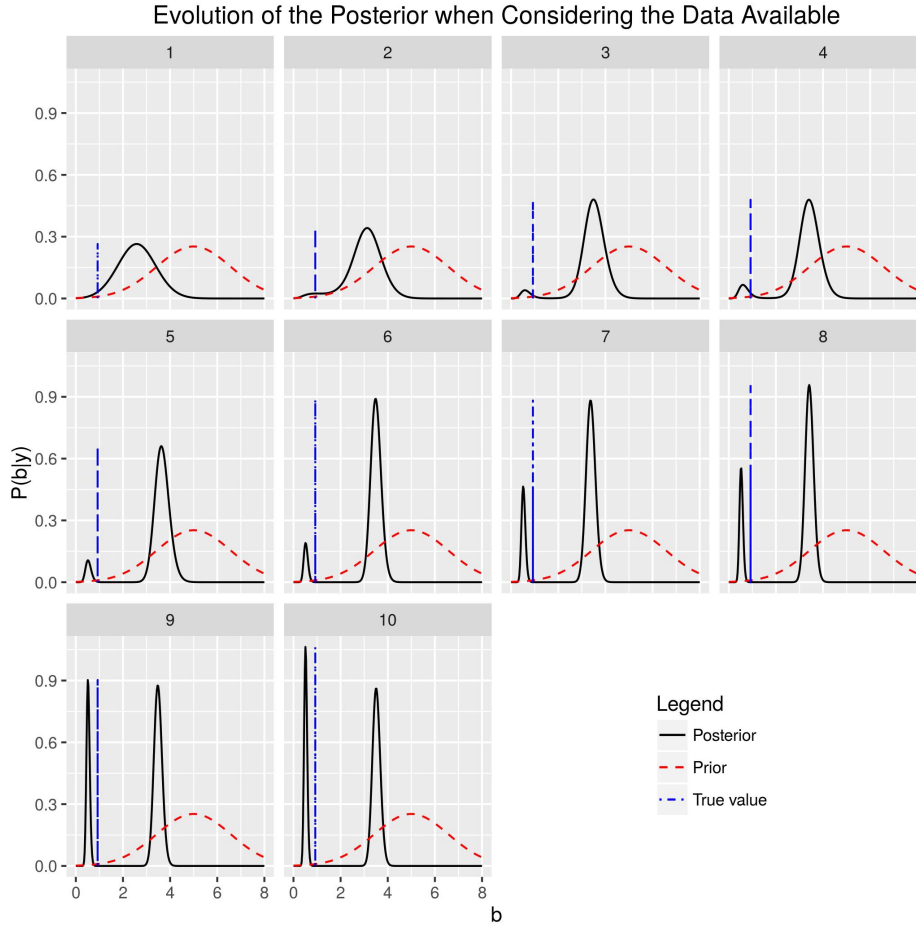 Evolution of the Posterior when Considering the Data Available
1 2 3 4
0.9
0.6
0.3
0.0
5 6 7 8
P(b|y)
0.9
0.6
0.3
0.0
9 10
0.9
0.6
0.3
0.0
0 2 4 6 8 0 2 4 6 8
b
Legend
Posterior
Prior
True value